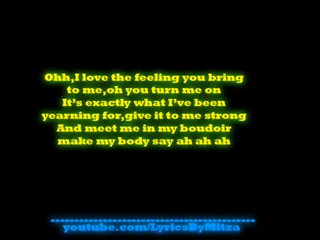 Ohh,I love the feeling you bring
to me,oh you turn me on
It's exactly what I've been
yearning for,give it to me strong
And meet me in my boudoir
make my body say ah ah ah
youtube.com/LyricsByMitza